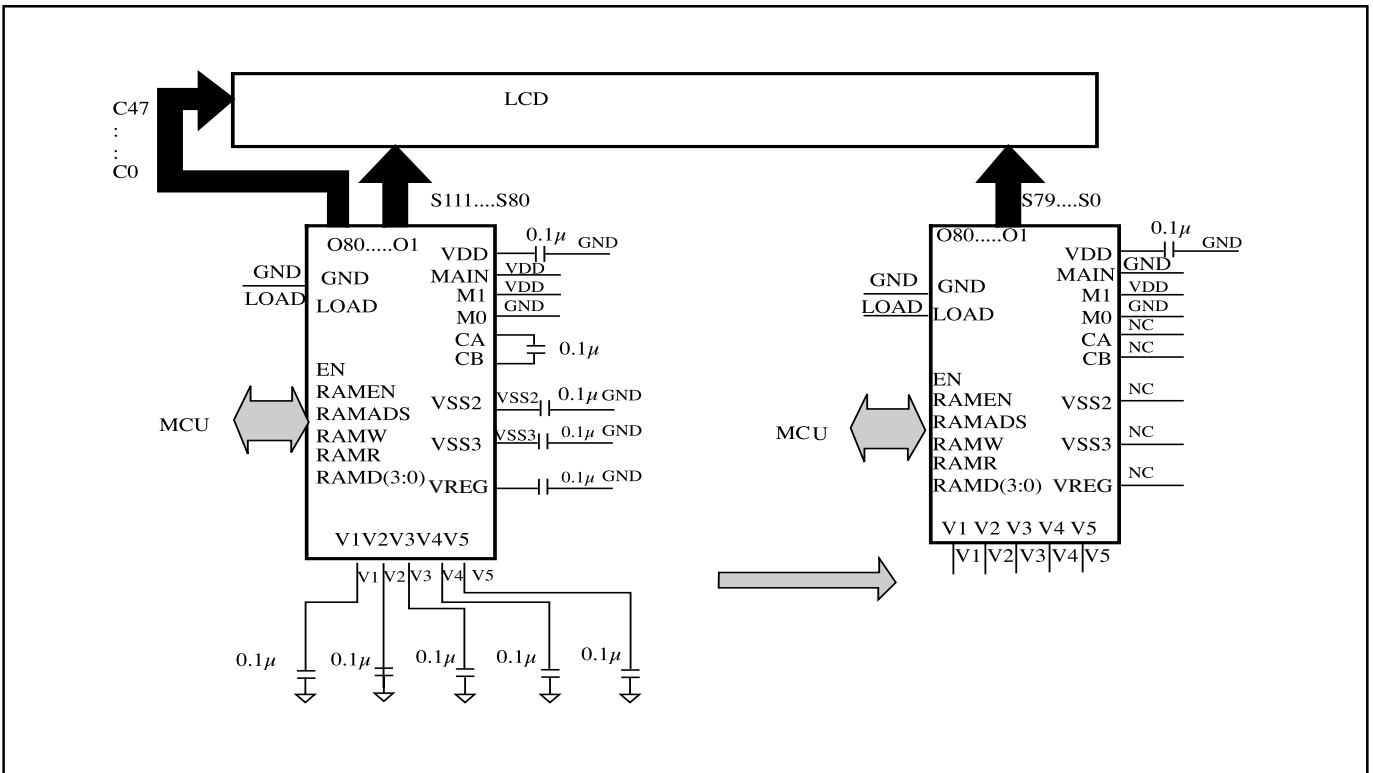 LCD
C47
:
:
C0
S111....S80
S79....S0
O80.....O1
GND
LOAD
GND
LOAD
EN
RAMEN
RAMADS
RAMW
RAMR
RAMD(3:0)
MCU
VDD
MAIN
M1
M0
CA
CB
VSS2
VSS3
VREG
0.1μ
GND
VDD
VDD
GND
0.1μ
VSS2
0.1μ GND
VSS3
0.1μ GND
0.1μ GND
V1V2V3V4V5
V1 V2 V3 V4 V5
0.1μ 0.1μ 0.1μ 0.1μ 0.1μ
O80.....O1
GND
LOAD
GND
LOAD
EN
RAMEN
RAMADS
RAMW
RAMR
RAMD(3:0)
MCU
VDD
MAIN
M1
M0
CA
CB
VSS2
VSS3
VREG
0.1μ
GND
GND
VDD
GND
NC
NC
NC
NC
NC
V1 V2 V3 V4 V5
V1 V2 V3 V4 V5